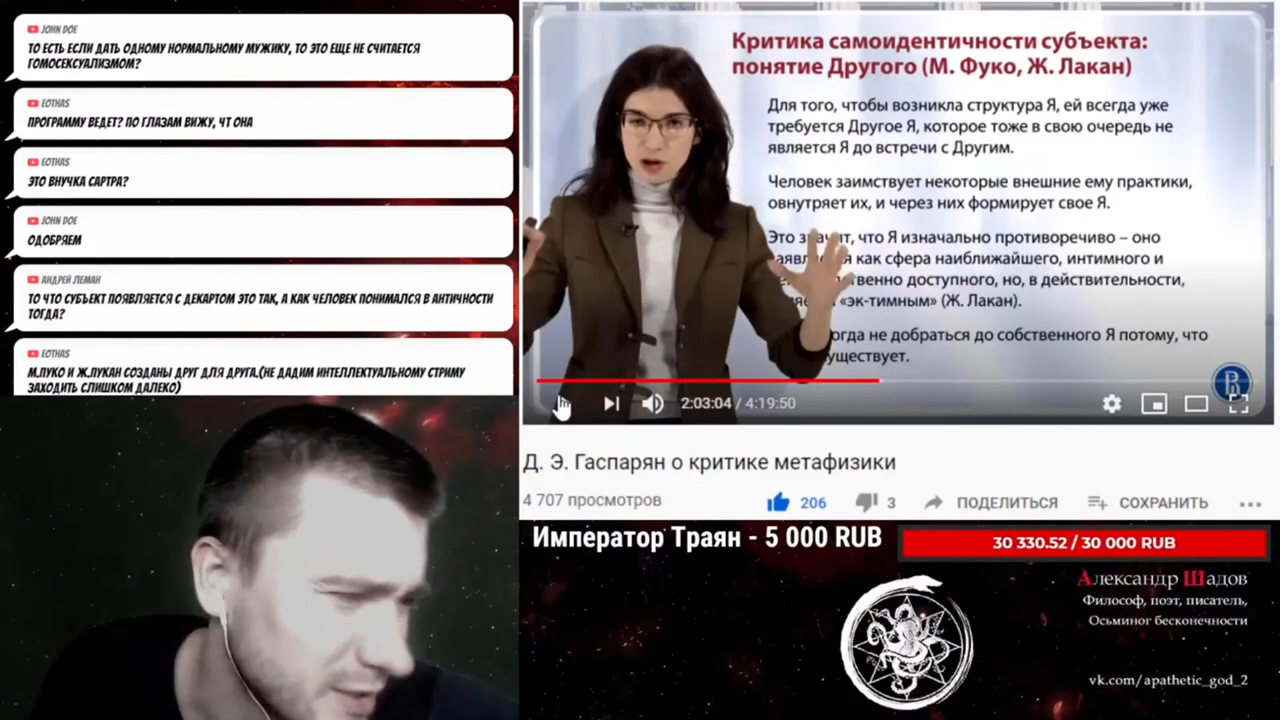 JOHN DOE
ТО ЕСТЬ ЕСЛИ ДАТЬ ОДНОМУ НОРМАЛЬНОМУ МУЖИКУ, ТО ЭТО ЕЩЕ НЕ СЧИТАЕТСЯ
ГОМОСЕКСУАЛИЗМОМ?
EOTHAS
ПРОГРАММУ ВЕДЕТ? ПО ГЛАЗАМ ВИЖУ, ЧТ ОНА
EOTHAS
ЭТО ВНУЧКА САРТРА?
JOHN DOE
ОДОБРЯЕМ
АНДРЕЙ ЛЕМАН
ТО ЧТО СУБЪЕКТ ПОЯВЛЯЕТСЯ С ДЕКАРТОМ ЭТО ТАК, А КАК ЧЕЛОВЕК ПОНИМАЛСЯ В АНТИЧНОСТИ
ТОГДА?
EOTHAS
М.ЛУКО И Ж.ЛУКАН СОЗДАНЫ ДРУГ ДЛЯ ДРУГА.(НЕ ДАДИМ ИНТЕЛЛЕКТУАЛЬНОМУ СТРИМУ
ЗАХОДИТЬ СЛИШКОМ ДАЛЕКО)
Критика самоидентичности субъекта:
понятие Другого (М. Фуко, Ж. Лакан)
Для того, чтобы возникла структура Я, ей всегда уже
требуется Другое Я, которое тоже в свою очередь не
является Я до встречи с Другим.
Человек заимствует некоторые внешние ему практики,
овнутряет их, и через них формирует свое Я.
Это что Я изначально противоречиво – оно
как сфера наиближайшего, интимного и
доступного, но, в действительности,
«эк-тимным» (Ж. Лакан).
не добраться до собственного Я потому, что
2:03:04 / 4:19:50
Д. Э. Гаспарян о критике метафизики
4 707 просмотров 206 3 ПОДЕЛИТЬСЯ СОХРАНИТЬ
Император Траян - 5 000 RUB
30 330.52 / 30 000 RUB
Александр Шадов
Философ, поэт, писатель,
Осьминог бесконечности
vk.com/apathetic_god_2